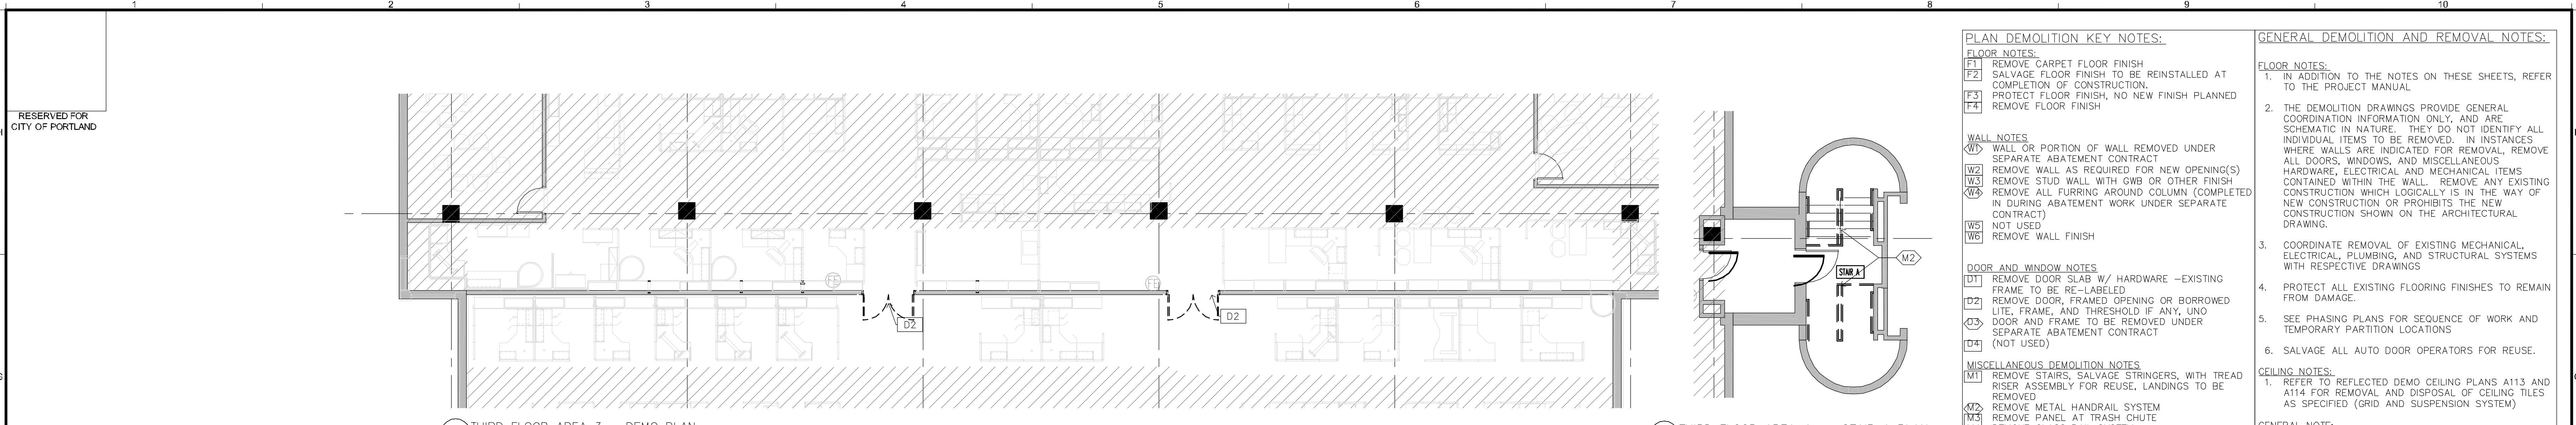 1 2 3 4 5 6 7 8 9 10
RESERVED FOR
CITY OF PORTLAND
H
FE
FE
D2
D2
STAIR A
M2
PLAN DEMOLITION KEY NOTES:
FLOOR NOTES:
F1 REMOVE CARPET FLOOR FINISH
F2 SALVAGE FLOOR FINISH TO BE REINSTALLED AT
COMPLETION OF CONSTRUCTION.
F3 PROTECT FLOOR FINISH, NO NEW FINISH PLANNED
F4 REMOVE FLOOR FINISH
WALL NOTES
W1 WALL OR PORTION OF WALL REMOVED UNDER
SEPARATE ABATEMENT CONTRACT
W2 REMOVE WALL AS REQUIRED FOR NEW OPENING(S)
W3 REMOVE STUD WALL WITH GWB OR OTHER FINISH
W4 REMOVE ALL FURRING AROUND COLUMN (COMPLETED
IN DURING ABATEMENT WORK UNDER SEPARATE
CONTRACT)
W5 NOT USED
W6 REMOVE WALL FINISH
DOOR AND WINDOW NOTES
D1 REMOVE DOOR SLAB W/ HARDWARE -EXISTING
FRAME TO BE RE-LABELED
D2 REMOVE DOOR, FRAMED OPENING OR BORROWED
LITE, FRAME, AND THRESHOLD IF ANY, UNO
D3 DOOR AND FRAME TO BE REMOVED UNDER
SEPARATE ABATEMENT CONTRACT
D4 (NOT USED)
MISCELLANEOUS DEMOLITION NOTES
M1 REMOVE STAIRS, SALVAGE STRINGERS, WITH TREAD
RISER ASSEMBLY FOR REUSE, LANDINGS TO BE
REMOVED
M2 REMOVE METAL HANDRAIL SYSTEM
M3 REMOVE PANEL AT TRASH CHUTE
GENERAL DEMOLITION AND REMOVAL NOTES:
FLOOR NOTES:
1. IN ADDITION TO THE NOTES ON THESE SHEETS, REFER
TO THE PROJECT MANUAL
2. THE DEMOLITION DRAWINGS PROVIDE GENERAL
COORDINATION INFORMATION ONLY, AND ARE
SCHEMATIC IN NATURE. THEY DO NOT IDENTIFY ALL
INDIVIDUAL ITEMS TO BE REMOVED. IN INSTANCES
WHERE WALLS ARE INDICATED FOR REMOVAL, REMOVE
ALL DOORS, WINDOWS, AND MISCELLANEOUS
HARDWARE, ELECTRICAL AND MECHANICAL ITEMS
CONTAINED WITHIN THE WALL. REMOVE ANY EXISTING
CONSTRUCTION WHICH LOGICALLY IS IN THE WAY OF
NEW CONSTRUCTION OR PROHIBITS THE NEW
CONSTRUCTION SHOWN ON THE ARCHITECTURAL
DRAWING.
3. COORDINATE REMOVAL OF EXISTING MECHANICAL,
ELECTRICAL, PLUMBING, AND STRUCTURAL SYSTEMS
WITH RESPECTIVE DRAWINGS
4. PROTECT ALL EXISTING FLOORING FINISHES TO REMAIN
FROM DAMAGE.
5. SEE PHASING PLANS FOR SEQUENCE OF WORK AND
TEMPORARY PARTITION LOCATIONS
6. SALVAGE ALL AUTO DOOR OPERATORS FOR REUSE.
CEILING NOTES:
1. REFER TO REFLECTED DEMO CEILING PLANS A113 AND
A114 FOR REMOVAL AND DISPOSAL OF CEILING TILES
AS SPECIFIED (GRID AND SUSPENSION SYSTEM)
GENERAL NOTE:
THIRD FLOOR AREA 3 - DEMO PLAN